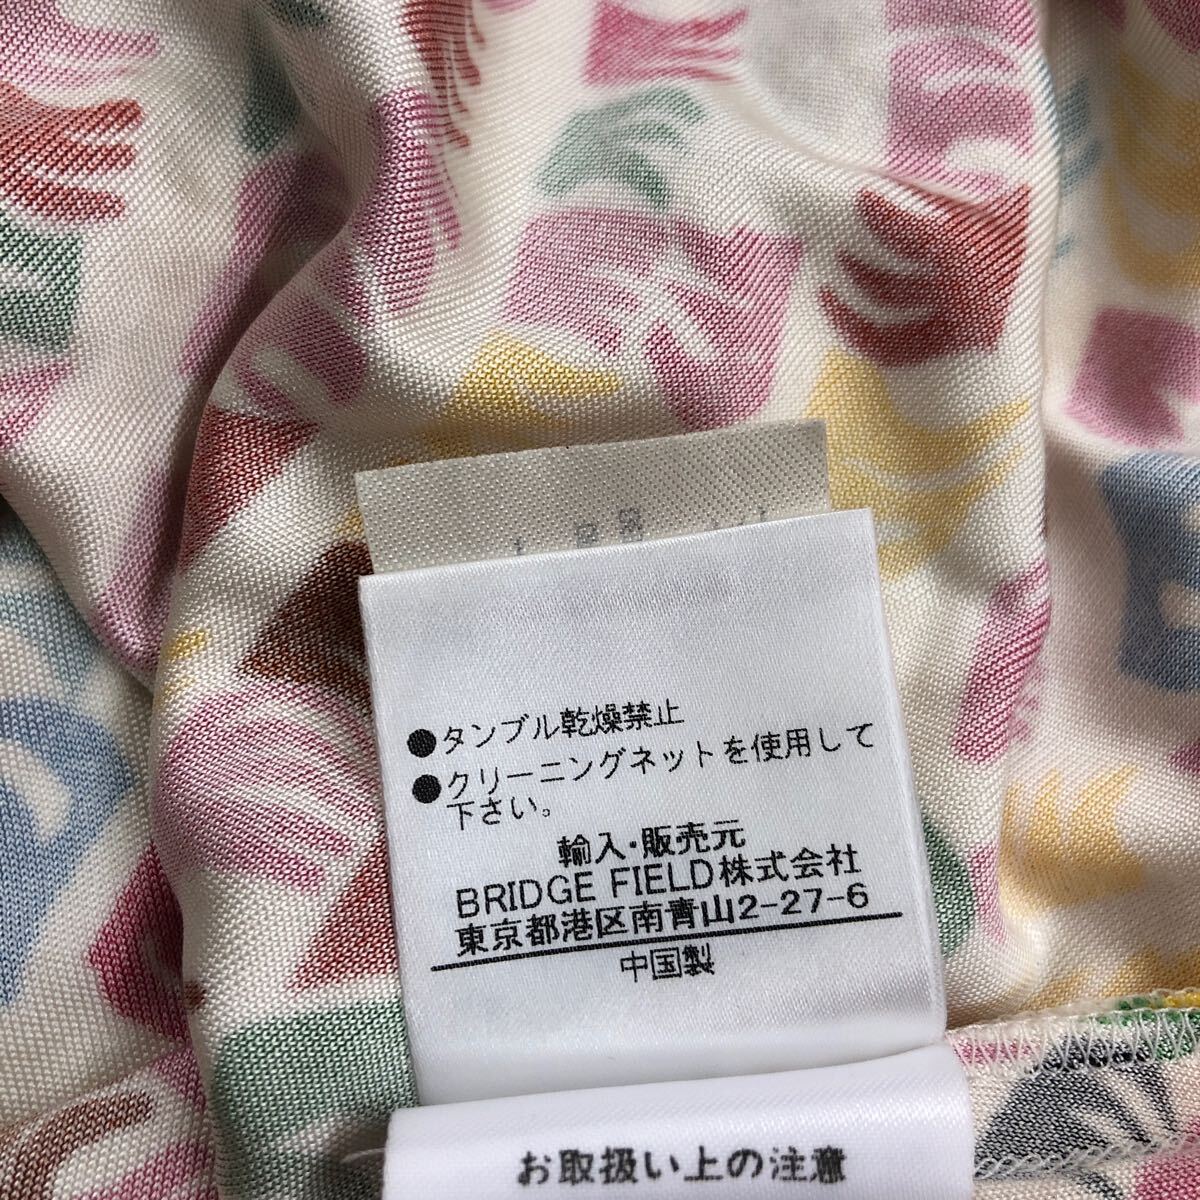 ●タンブル乾燥禁止
●クリーニングネットを使用して
下さい。
輸入・販売元
BRIDGE FIELD株式会社
東京都港区南青山2-27-6
中国製
お取扱い上の注意